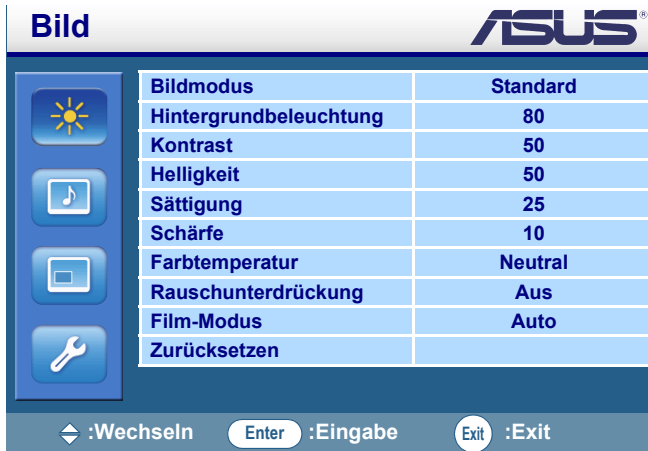 Bild
ASUS®
Bildmodus Standard
Hintergrundbeleuchtung 80
Kontrast 50
Helligkeit 50
Sättigung 25
Schärfe 10
Farbtemperatur Neutral
Rauschunterdrückung Aus
Film-Modus Auto
Zurücksetzen
:Wechseln Enter :Eingabe Exit :Exit